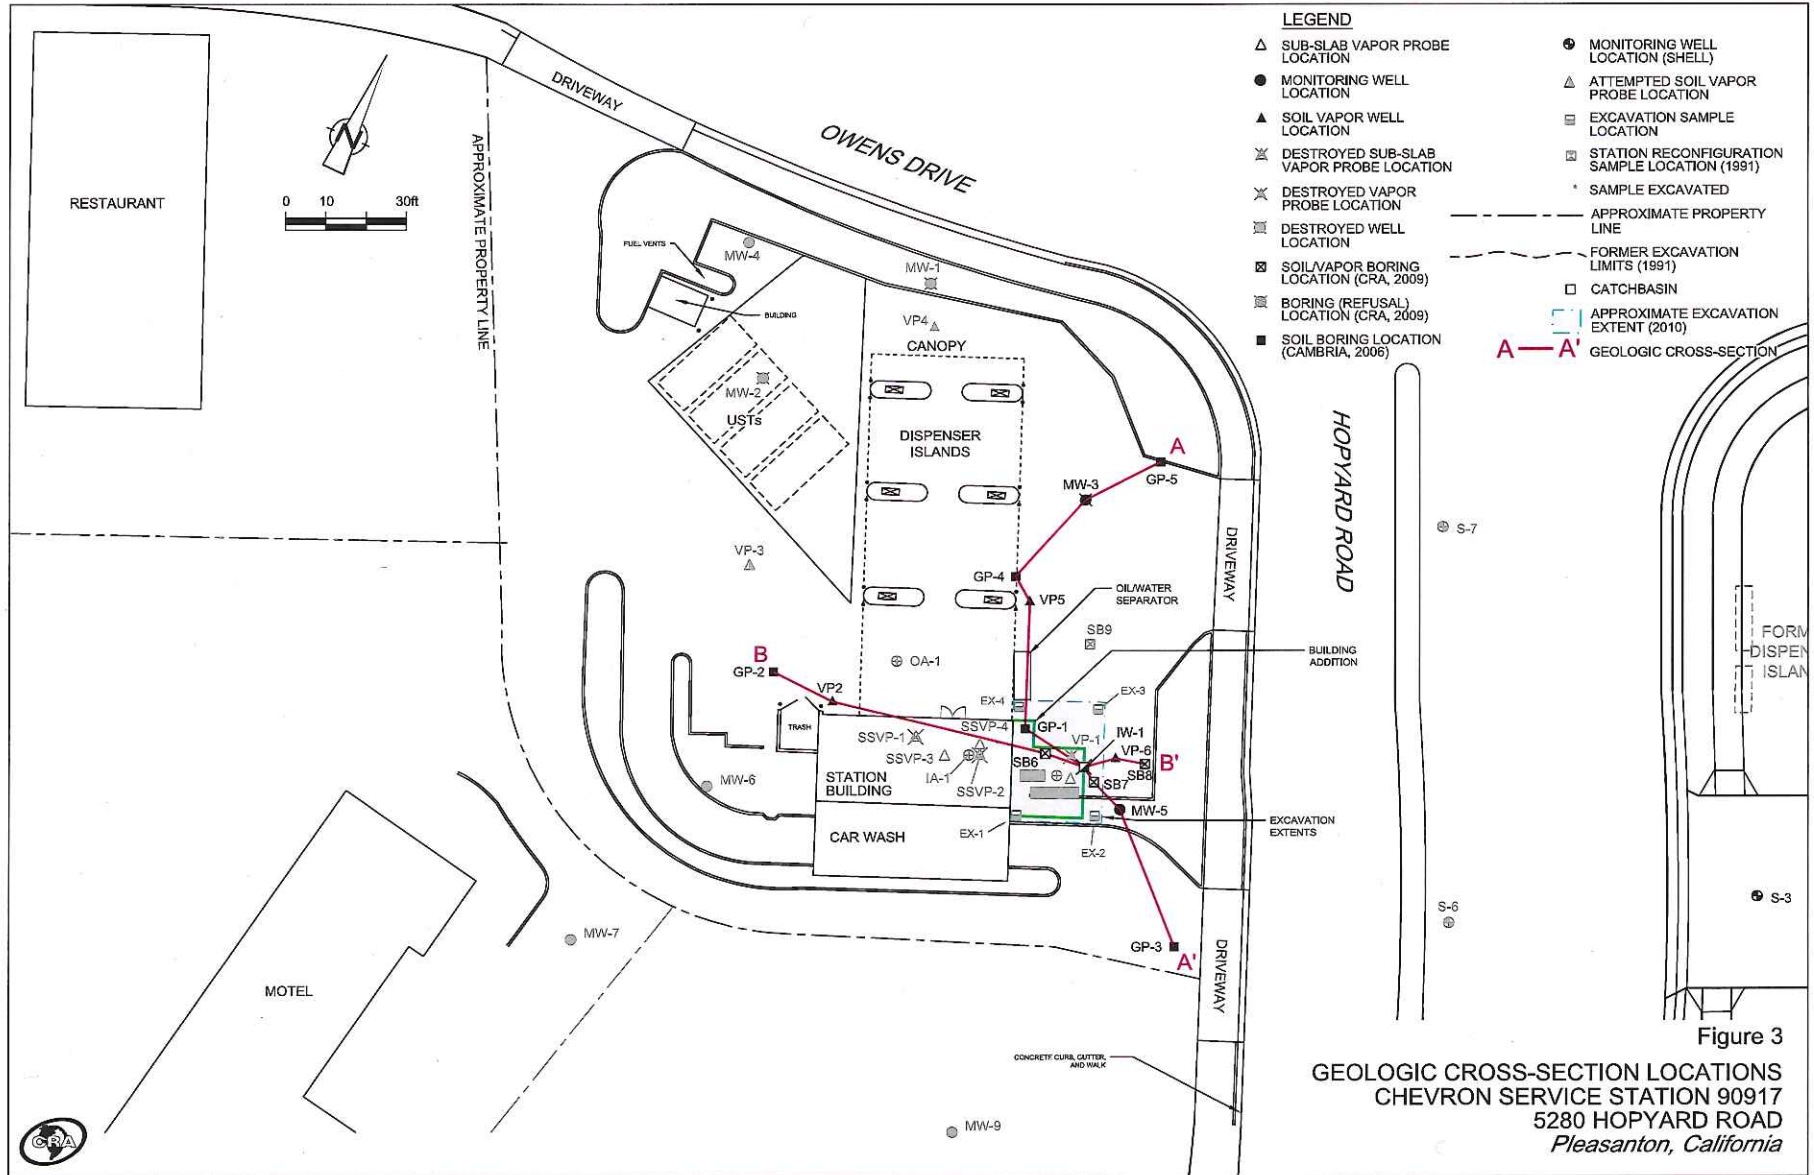 LEGEND
SUB-SLAB VAPOR PROBE
LOCATION
MONITORING WELL
LOCATION
SOIL VAPOR WELL
LOCATION
DESTROYED SUB-SLAB
VAPOR PROBE LOCATION
DESTROYED VAPOR
PROBE LOCATION
DESTROYED WELL
LOCATION
SOIL/VAPOR BORING
LOCATION (CRA, 2009)
BORING (REFUSAL)
LOCATION (CRA, 2009)
SOIL BORING LOCATION
(CAMBRIA, 2006)
MONITORING WELL
LOCATION (SHELL)
ATTEMPTED SOIL VAPOR
PROBE LOCATION
EXCAVATION SAMPLE
LOCATION
STATION RECONFIGURATION
SAMPLE LOCATION (1991)
* SAMPLE EXCAVATED
APPROXIMATE PROPERTY
LINE
FORMER EXCAVATION
LIMITS (1991)
CATCHBASIN
APPROXIMATE EXCAVATION
EXTENT (2010)
A A' GEOLOGIC CROSS-SECTION
RESTAURANT
N
0 10 30ft
APPROXIMATE PROPERTY LINE
DRIVEWAY
OWENS DRIVE
FUEL VENTS
MW-4
MW-1
BUILDING
VP4
CANOPY
MW-2
USTs
DISPENSER
ISLANDS
A
GP-5
MW-3
HOPYARD ROAD
S-7
DRIVEWAY
VP-3
GP-4
VP5
OIL/WATER
SEPARATOR
SB9
BUILDING
ADDITION
FORM
DISPEN
ISLAN
B
GP-2
OA-1
VP2
EX-4
EX-3
TRASH
SSVP-1
SSVP-4
GP-1
IW-1
VP-1
SSVP-3
VP-6
IA-1
SB6
SB8
B'
SSVP-2
SB7
STATION
BUILDING
MW-6
MW-5
CAR WASH
EX-1
EX-2
EXCAVATION
EXTENTS
S-3
S-6
MW-7
GP-3
A'
DRIVEWAY
MOTEL
CONCRETE CURB, GUTTER,
AND WALK
MW-9
CRA
Figure 3
GEOLOGIC CROSS-SECTION LOCATIONS
CHEVRON SERVICE STATION 90917
5280 HOPYARD ROAD
Pleasanton, California